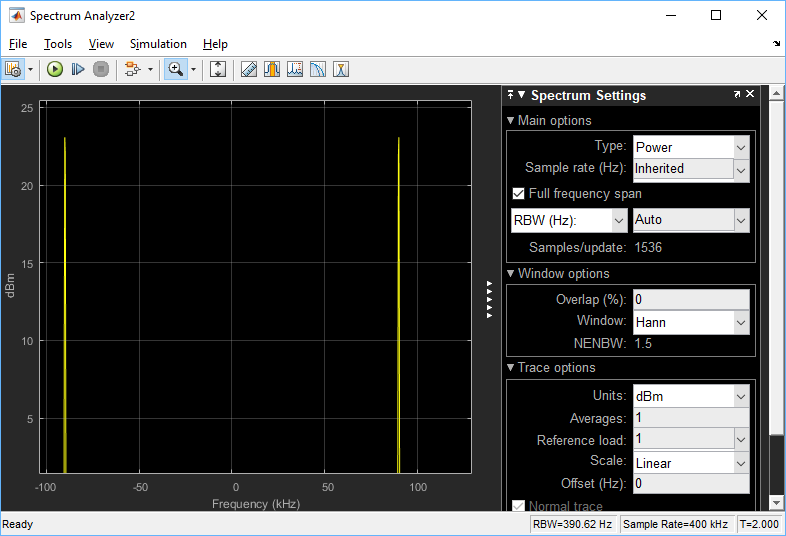 Spectrum Analyzer2
File Tools View Simulation Help
25
20
15
10
5
dBm
-100 -50 0 50 100
Frequency (kHz)
Spectrum Settings
Main options
Type: Power
Sample rate (Hz): Inherited
Full frequency span
RBW (Hz): Auto
Samples/update: 1536
Window options
Overlap (%): 0
Window: Hann
NENBW: 1.5
Trace options
Units: dBm
Averages: 1
Reference load: 1
Scale: Linear
Offset (Hz): 0
Normal trace
Ready RBW=390.62 Hz Sample Rate=400 kHz T=2.000